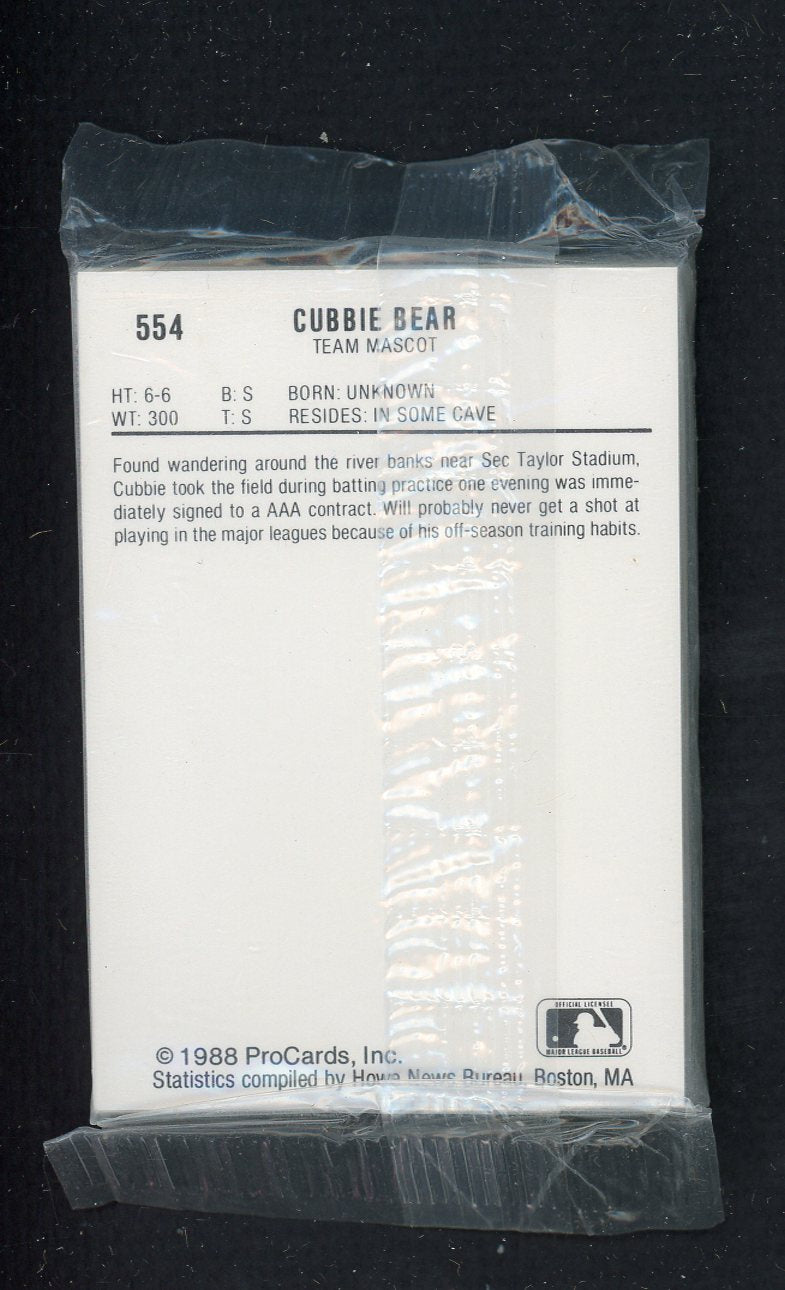 554 CUBBIE BEAR
TEAM MASCOT
HT: 6-6 B: S BORN: UNKNOWN
WT: 300 T: S RESIDES: IN SOME CAVE
Found wandering around the river banks near Sec Taylor Stadium,
Cubbie took the field during batting practice one evening was imme-
diately signed to a AAA contract. Will probably never get a shot at
playing in the major leagues because of his off-season training habits.
OFFICIAL LICENSEE
MAJOR LEAGUE BASEBALL®
© 1988 ProCards, Inc.
Statistics compiled by Howe News Bureau Boston, MA